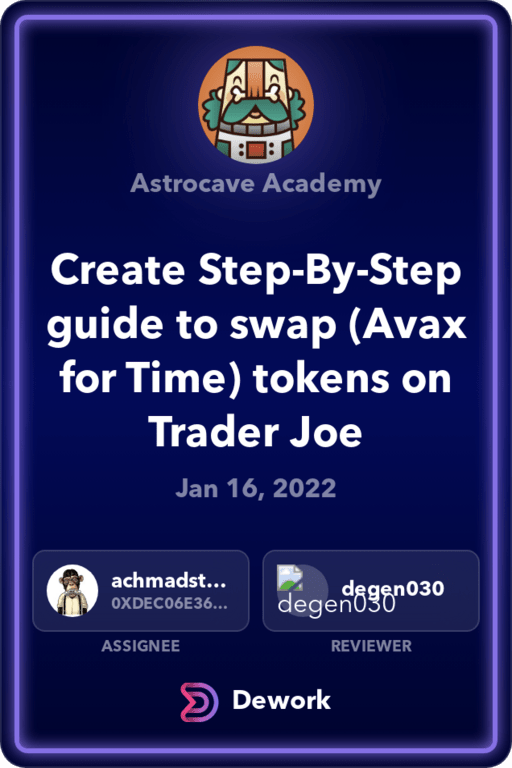 Astrocave Academy
Create Step-By-Step
guide to swap (Avax
for Time) tokens on
Trader Joe
Jan 16, 2022
achmadst...
0XDEC06E36...
ASSIGNEE
degen030
degen030
REVIEWER
Dework